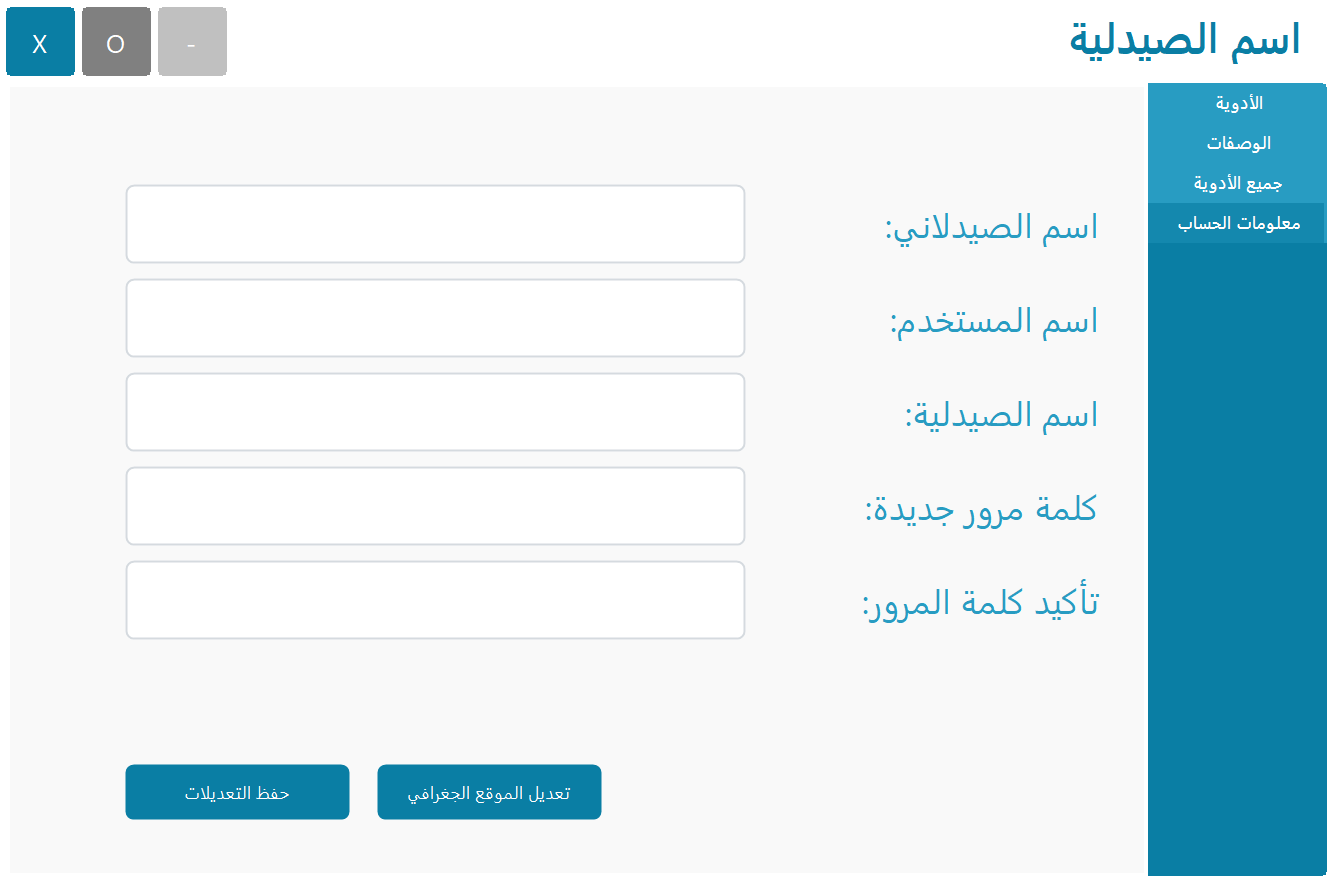 اسم الصيدلية
X
O
-
الأدوية
الوصفات
جميع الأدوية
معلومات الحساب
اسم الصيدلاني:
اسم المستخدم:
اسم الصيدلية:
كلمة مرور جديدة:
تأكيد كلمة المرور:
تعديل الموقع الجغرافي
حفظ التعديلات